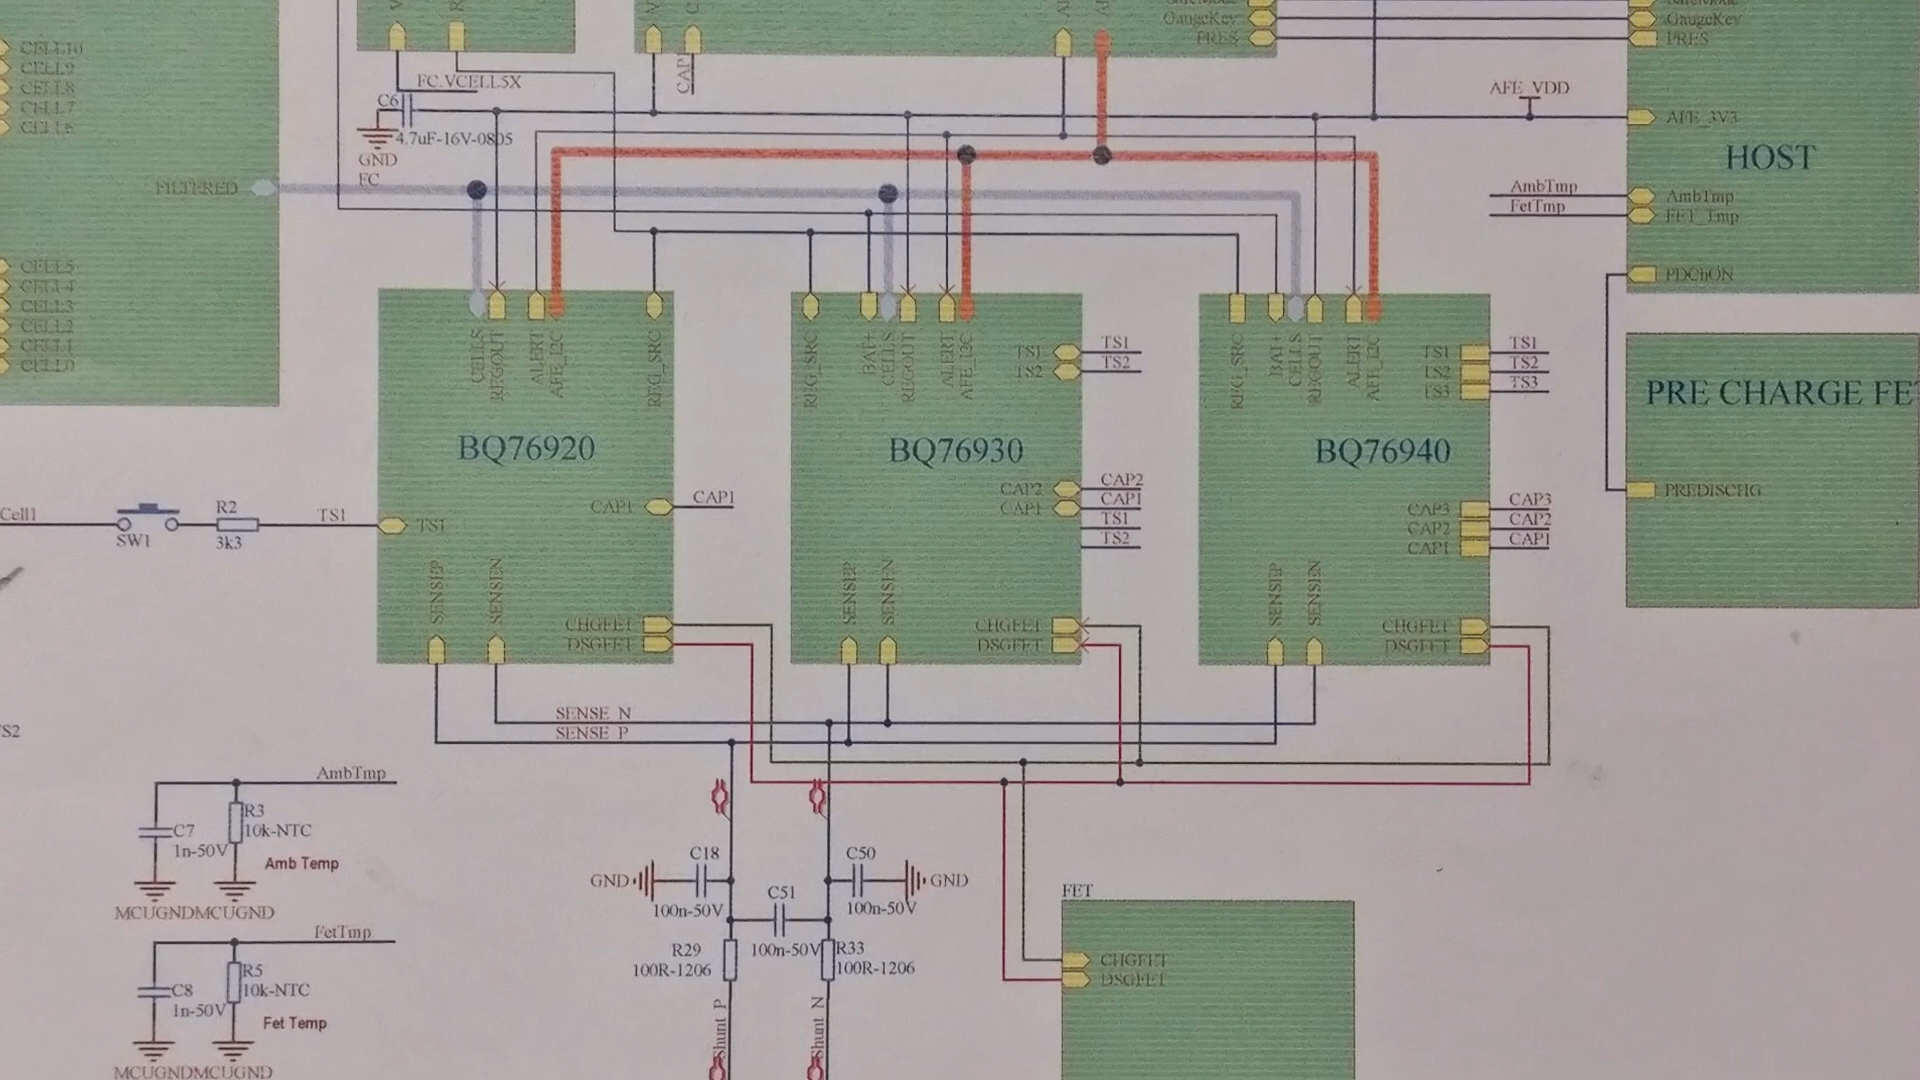 CELL10
CELL9
CELL8
CELL7
CELL6
FILTERED
CELL5
CELL4
CELL3
CELL2
CELL1
CELL0
FC.VCELL5X
C6
4.7uF-16V-0805
GND
FC
CAP
GaugeKey
PRES
GaugeKey
PRES
AFE_VDD
AFE_3V3
HOST
AmbTmp
FetTmp
AmbTmp
FET_Tmp
PDChON
PRE CHARGE FE
PREDISCHG
CELLS
REGOUT
ALERT
AFE_I2C
REG_SRC
BQ76920
CAP1
CAP1
TS1
SENSEP
SENSEN
CHGFET
DSGFET
REG_SRC
BAT+
CELLS
REGOUT
ALERT
AFE_I2C
TS1
TS2
TS1
TS2
BQ76930
CAP2
CAP1
CAP2
CAP1
TS1
TS2
SENSEP
SENSEN
CHGFET
DSGFET
REG_SRC
BAT+
CELLS
REGOUT
ALERT
AFE_I2C
TS1
TS2
TS3
TS1
TS2
TS3
BQ76940
CAP3
CAP2
CAP1
CAP3
CAP2
CAP1
SENSEP
SENSEN
CHGFET
DSGFET
Cell1
SW1
R2
3k3
TS1
SENSE_N
SENSE_P
AmbTmp
C7
1n-50V
R3
10k-NTC
Amb Temp
MCUGND
MCUGND
FetTmp
C8
1n-50V
R5
10k-NTC
Fet Temp
MCUGND
MCUGND
GND
C18
100n-50V
C51
100n-50V
C50
100n-50V
GND
R29
100R-1206
R33
100R-1206
Shunt_P
Shunt_N
FET
CHGFET
DSGFET